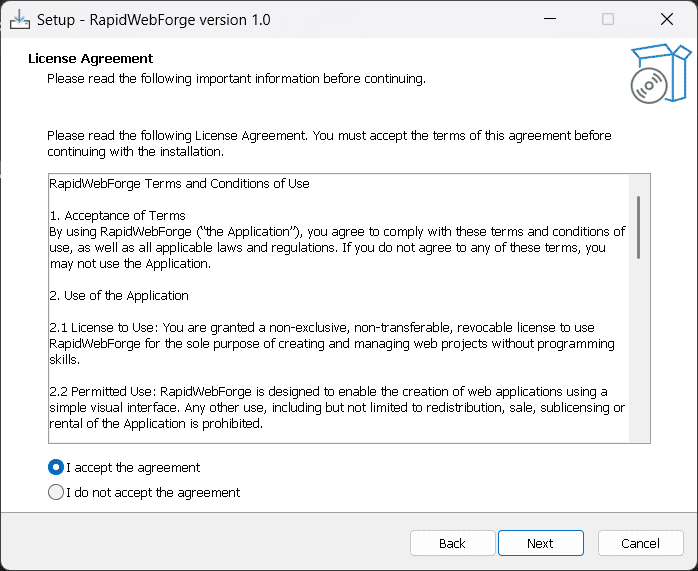 Setup - RapidWebForge version 1.0
License Agreement
Please read the following important information before continuing.
Please read the following License Agreement. You must accept the terms of this agreement before
continuing with the installation.
RapidWebForge Terms and Conditions of Use
1. Acceptance of Terms
By using RapidWebForge (“the Application”), you agree to comply with these terms and conditions of
use, as well as all applicable laws and regulations. If you do not agree to any of these terms, you
may not use the Application.
2. Use of the Application
2.1 License to Use: You are granted a non-exclusive, non-transferable, revocable license to use
RapidWebForge for the sole purpose of creating and managing web projects without programming
skills.
2.2 Permitted Use: RapidWebForge is designed to enable the creation of web applications using a
simple visual interface. Any other use, including but not limited to redistribution, sale, sublicensing or
rental of the Application is prohibited.
I accept the agreement
I do not accept the agreement
Back Next Cancel